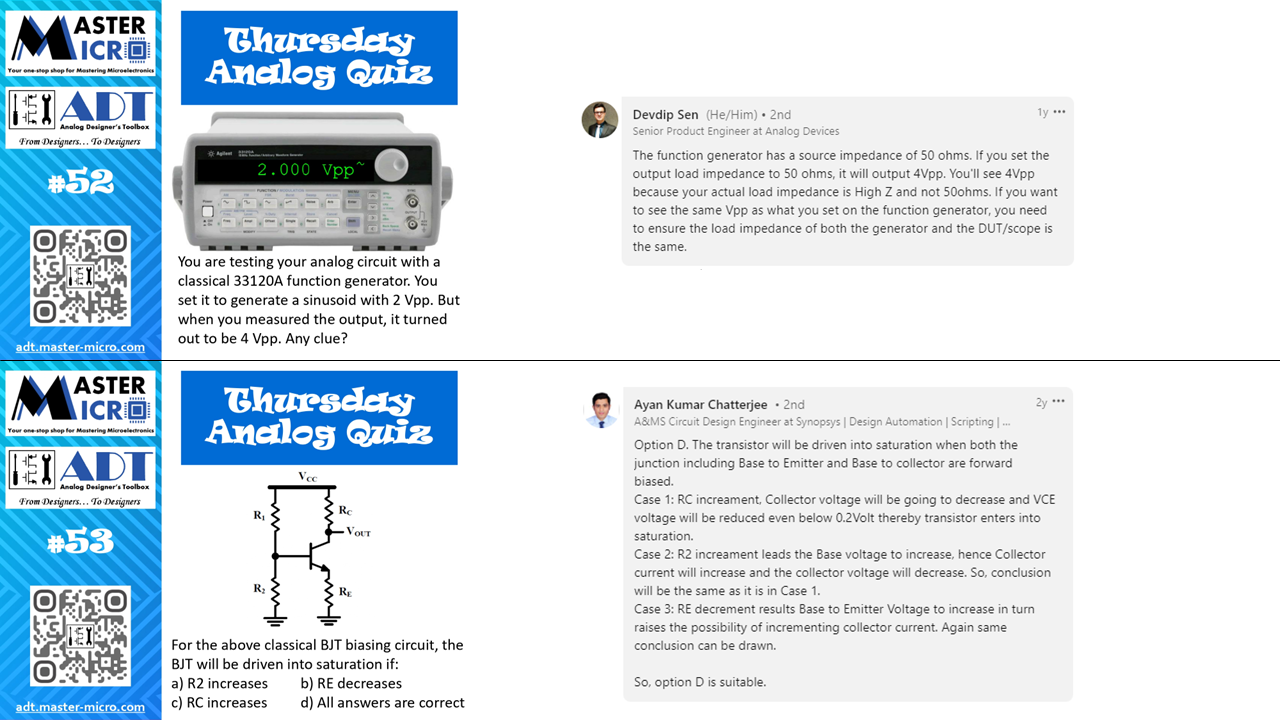 MASTER
MICRO
Your one-stop shop for Mastering Microelectronics
ADT
Analog Designer's Toolbox
From Designers… To Designers
#52
adt.master-micro.com
Thursday
Analog Quiz
Agilent
2.000 Vpp~
You are testing your analog circuit with a
classical 33120A function generator. You
set it to generate a sinusoid with 2 Vpp. But
when you measured the output, it turned
out to be 4 Vpp. Any clue?
Devdip Sen (He/Him) • 2nd
1y •••
Senior Product Engineer at Analog Devices
The function generator has a source impedance of 50 ohms. If you set the
output load impedance to 50 ohms, it will output 4Vpp. You'll see 4Vpp
because your actual load impedance is High Z and not 50ohms. If you want
to see the same Vpp as what you set on the function generator, you need
to ensure the load impedance of both the generator and the DUT/scope is
the same.
MASTER
MICRO
Your one-stop shop for Mastering Microelectronics
ADT
Analog Designer's Toolbox
From Designers… To Designers
#53
adt.master-micro.com
Thursday
Analog Quiz
VCC
R1
RC
VOUT
R2
RE
For the above classical BJT biasing circuit, the
BJT will be driven into saturation if:
a) R2 increases b) RE decreases
c) RC increases d) All answers are correct
Ayan Kumar Chatterjee • 2nd
2y •••
A&MS Circuit Design Engineer at Synopsys | Design Automation | Scripting | ...
Option D. The transistor will be driven into saturation when both the
junction including Base to Emitter and Base to collector are forward
biased.
Case 1: RC increament, Collector voltage will be going to decrease and VCE
voltage will be reduced even below 0.2Volt thereby transistor enters into
saturation.
Case 2: R2 increament leads the Base voltage to increase, hence Collector
current will increase and the collector voltage will decrease. So, conclusion
will be the same as it is in Case 1.
Case 3: RE decrement results Base to Emitter Voltage to increase in turn
raises the possibility of incrementing collector current. Again same
conclusion can be drawn.
So, option D is suitable.